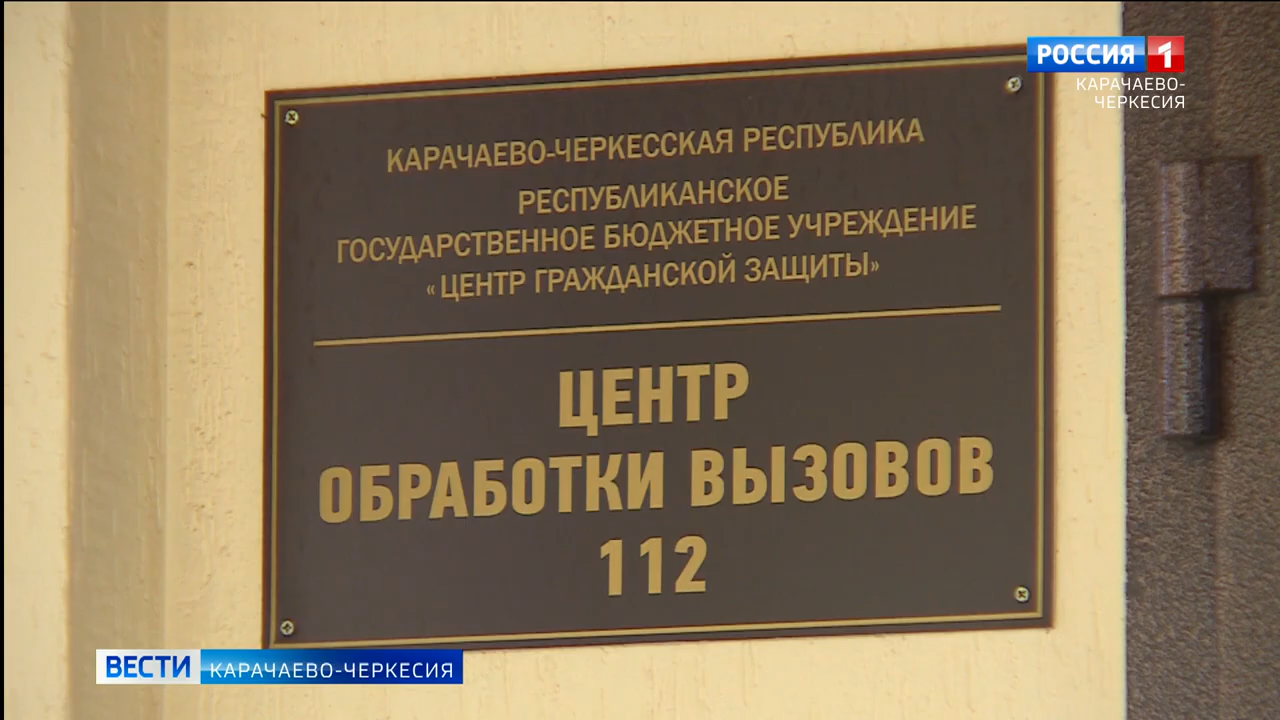 РОССИЯ 1
КАРАЧАЕВО-
ЧЕРКЕСИЯ
КАРАЧАЕВО-ЧЕРКЕССКАЯ РЕСПУБЛИКА
РЕСПУБЛИКАНСКОЕ
ГОСУДАРСТВЕННОЕ БЮДЖЕТНОЕ УЧРЕЖДЕНИЕ
«ЦЕНТР ГРАЖДАНСКОЙ ЗАЩИТЫ»
ЦЕНТР
ОБРАБОТКИ ВЫЗОВОВ
112
ВЕСТИ КАРАЧАЕВО-ЧЕРКЕСИЯ